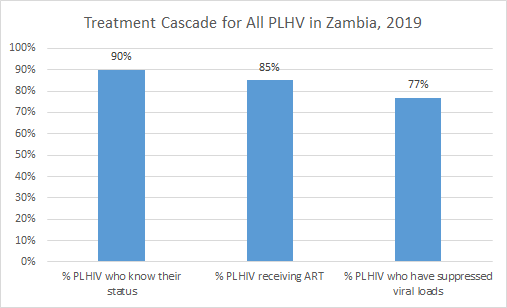 Treatment Cascade for All PLHV in Zambia, 2019
100%
90%
80%
70%
60%
50%
40%
30%
20%
10%
0%
90%
85%
77%
% PLHIV who know their
status
% PLHIV receiving ART
% PLHIV who have suppressed
viral loads